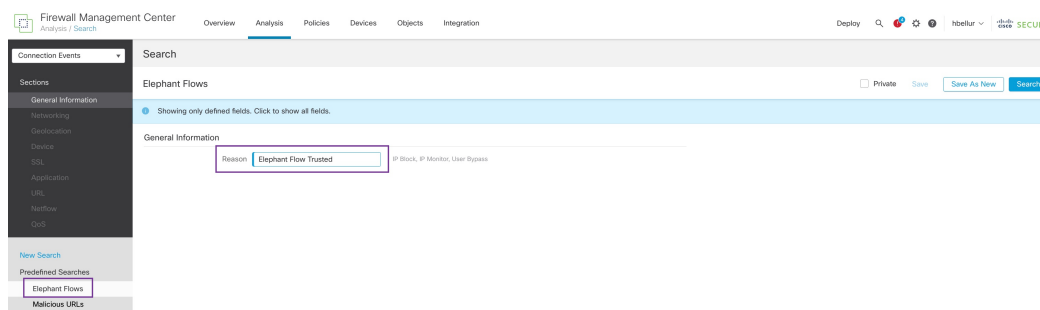 Firewall Management Center
Analysis / Search
Overview Analysis Policies Devices Objects Integration
Deploy 4 hbellur cisco SECU
Connection Events
Search
Sections
General Information
Networking
Geolocation
Device
SSL
Application
URL
Netflow
QoS
Elephant Flows
Private Save Save As New Search
Showing only defined fields. Click to show all fields.
General Information
Reason Elephant Flow Trusted IP Block, IP Monitor, User Bypass
New Search
Predefined Searches
Elephant Flows
Malicious URLs